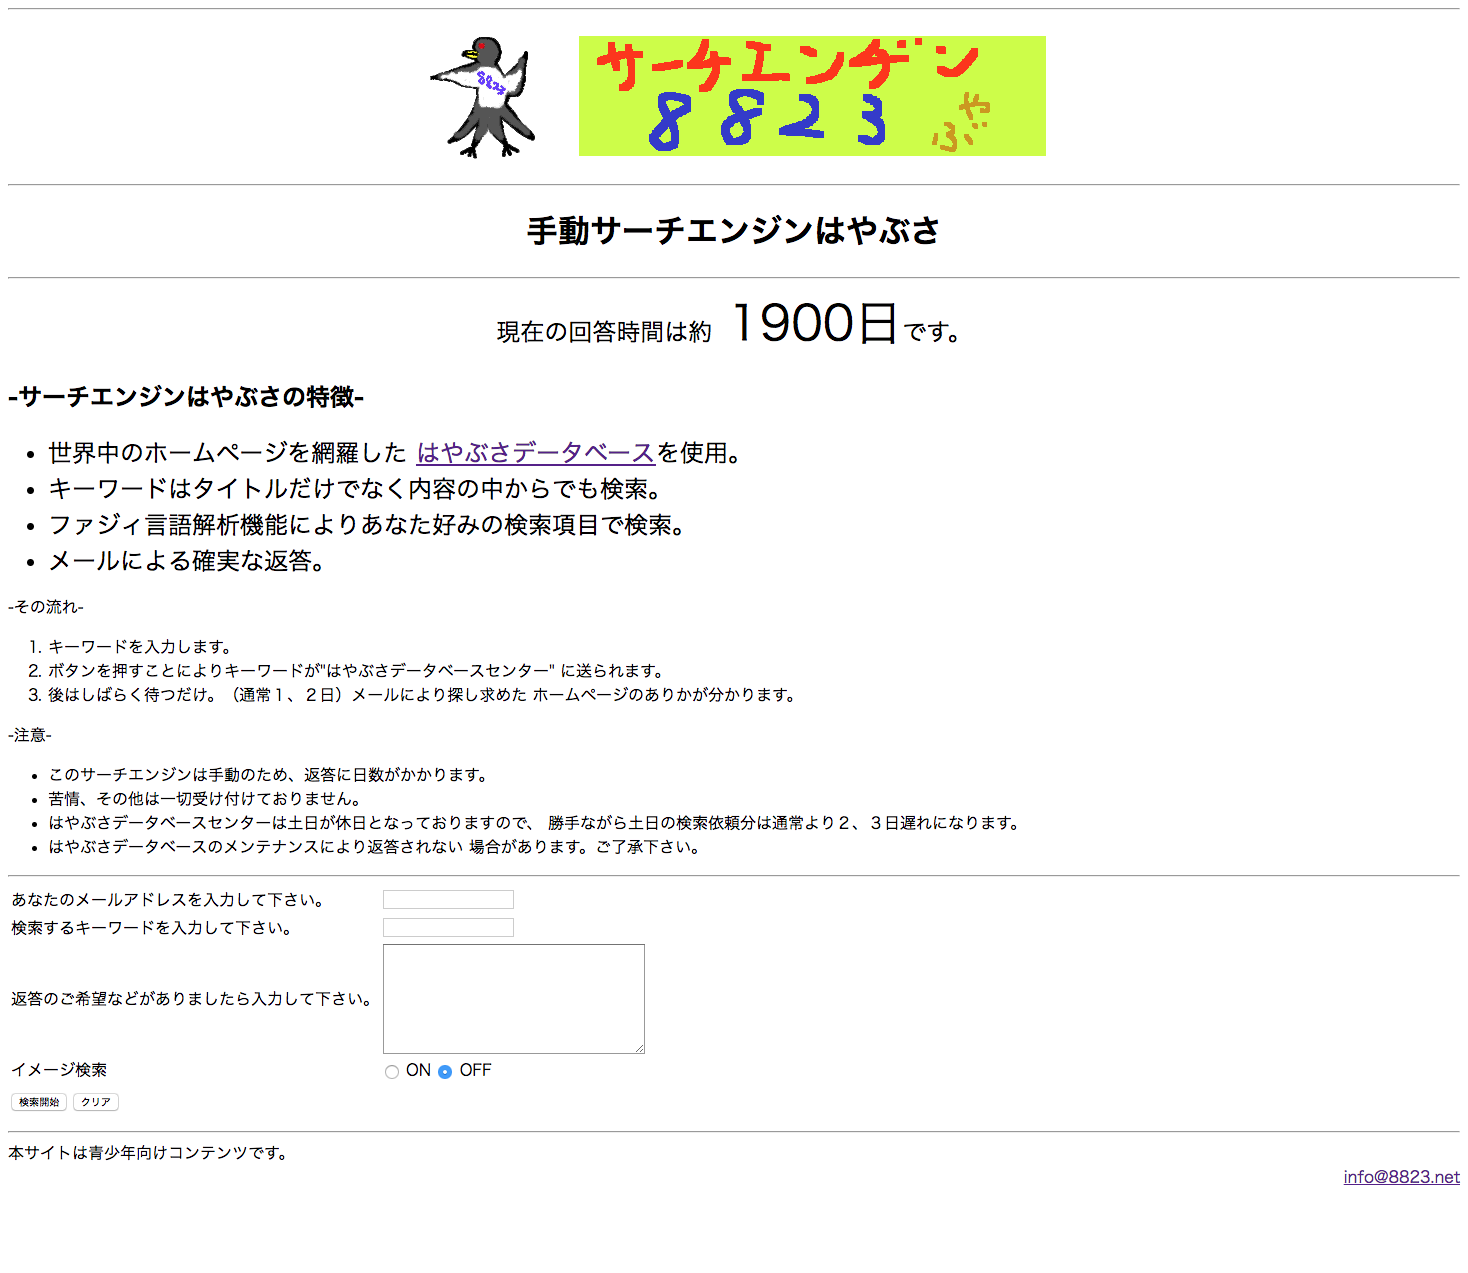 8823
サーチエンヂン
8823
やぶ
手動サーチエンジンはやぶさ
現在の回答時間は約 1900日です。
-サーチエンジンはやぶさの特徴-
• 世界中のホームページを網羅した はやぶさデータベースを使用。
• キーワードはタイトルだけでなく内容の中からでも検索。
• ファジィ言語解析機能によりあなた好みの検索項目で検索。
• メールによる確実な返答。
-その流れ-
1. キーワードを入力します。
2. ボタンを押すことによりキーワードが"はやぶさデータベースセンター" に送られます。
3. 後はしばらく待つだけ。（通常１、２日）メールにより探し求めた ホームページのありかが分かります。
-注意-
• このサーチエンジンは手動のため、返答に日数がかかります。
• 苦情、その他は一切受け付けておりません。
• はやぶさデータベースセンターは土日が休日となっておりますので、 勝手ながら土日の検索依頼分は通常より２、３日遅れになります。
• はやぶさデータベースのメンテナンスにより返答されない 場合があります。ご了承下さい。
あなたのメールアドレスを入力して下さい。
検索するキーワードを入力して下さい。
返答のご希望などがありましたら入力して下さい。
イメージ検索 ON OFF
検索開始 クリア
本サイトは青少年向けコンテンツです。
info@8823.net